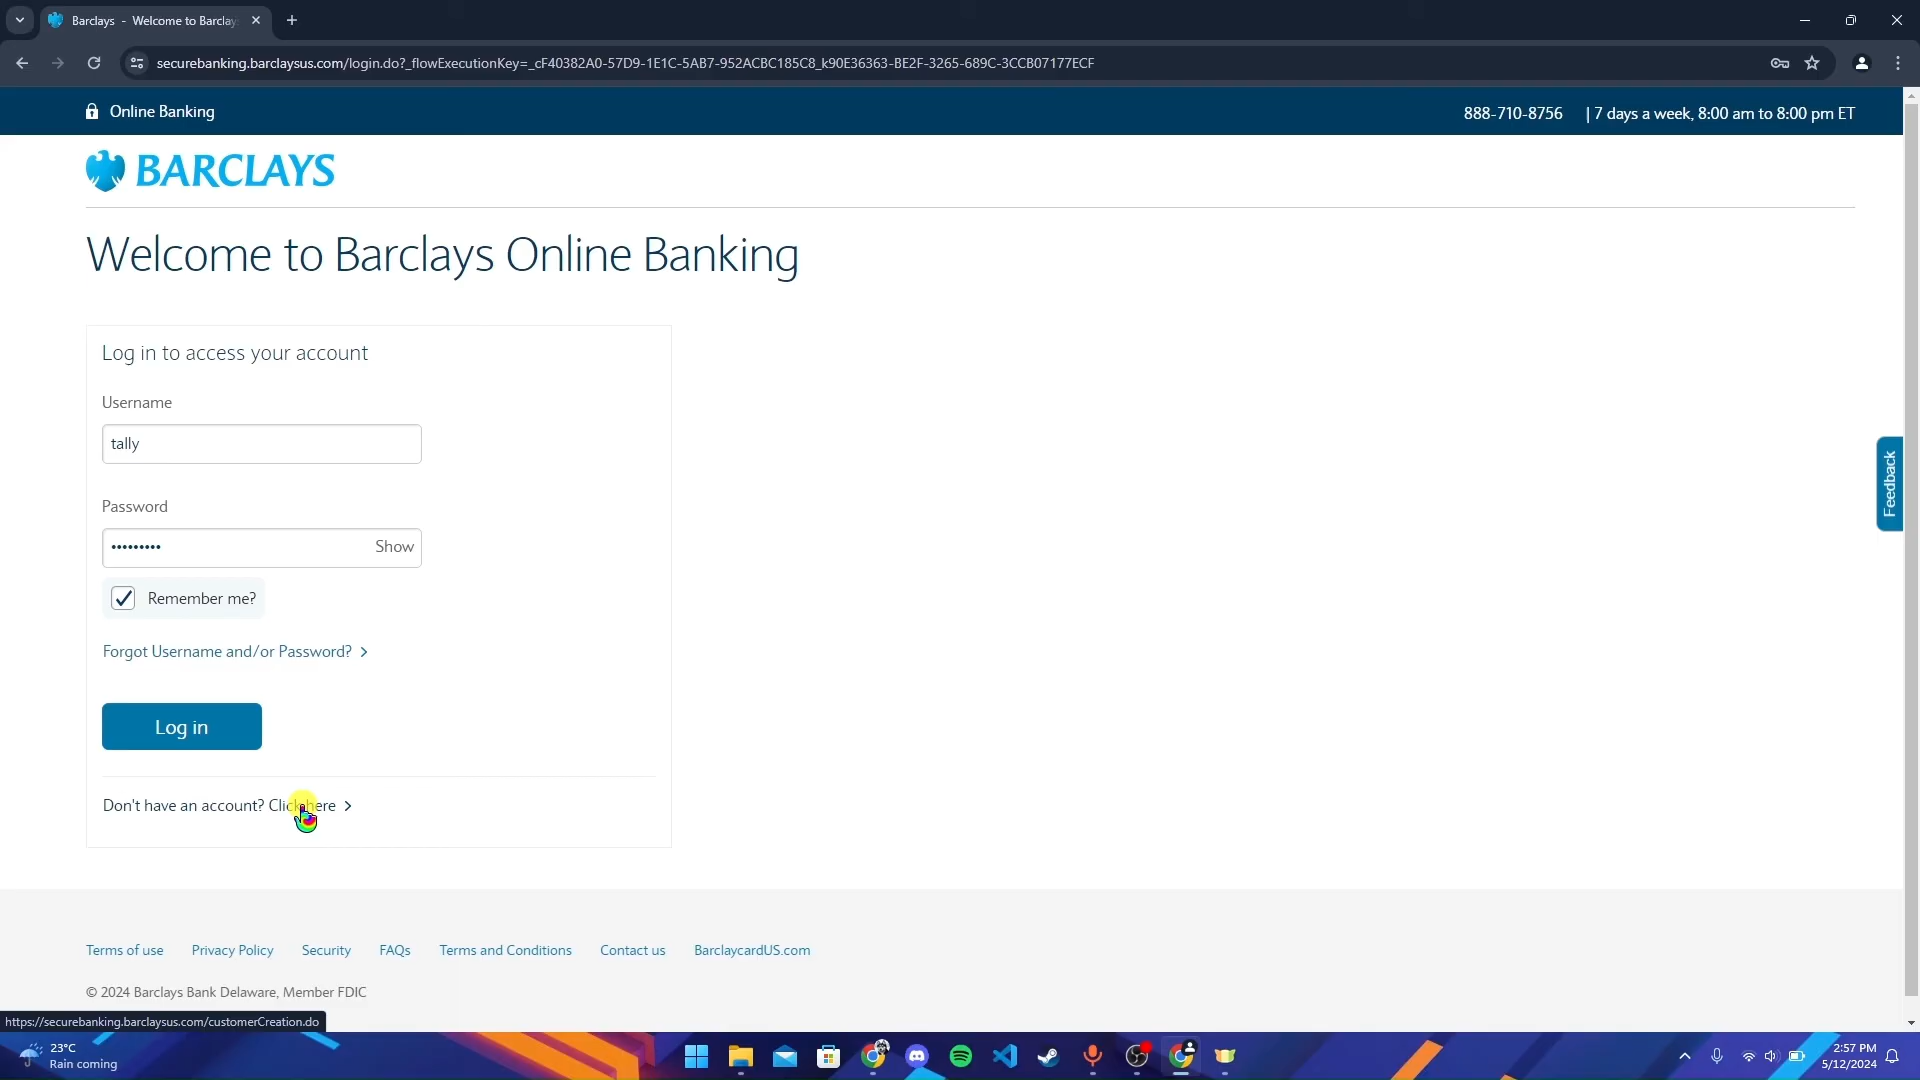 Barclays - Welcome to Barclay
securebanking.barclaysus.com/login.do?_flowExecutionKey=_cF40382A0-57D9-1E1C-5AB7-952ACBC185C8_k90E36363-BE2F-3265-689C-3CCB07177ECF
Online Banking
888-710-8756 | 7 days a week, 8:00 am to 8:00 pm ET
BARCLAYS
Welcome to Barclays Online Banking
Log in to access your account
Username
tally
Password
••••••••• Show
Remember me?
Forgot Username and/or Password?
Log in
Don't have an account? Click here
Feedback
Terms of use Privacy Policy Security FAQs Terms and Conditions Contact us BarclaycardUS.com
© 2024 Barclays Bank Delaware, Member FDIC
https://securebanking.barclaysus.com/customerCreation.do
23°C
Rain coming
2:57 PM
5/12/2024